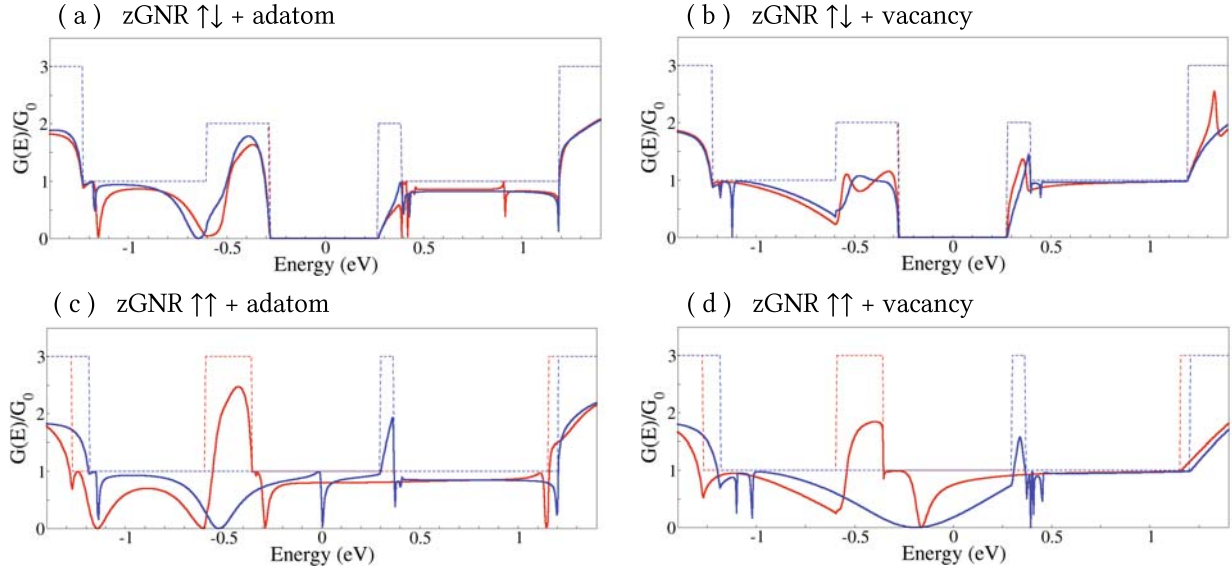 ( a ) zGNR ↑↓ + adatom
G(E)/G0
3
2
1
0
-1 -0.5 0 0.5 1
Energy (eV)
( b ) zGNR ↑↓ + vacancy
G(E)/G0
3
2
1
0
-1 -0.5 0 0.5 1
Energy (eV)
( c ) zGNR ↑↑ + adatom
G(E)/G0
3
2
1
0
-1 -0.5 0 0.5 1
Energy (eV)
( d ) zGNR ↑↑ + vacancy
G(E)/G0
3
2
1
0
-1 -0.5 0 0.5 1
Energy (eV)